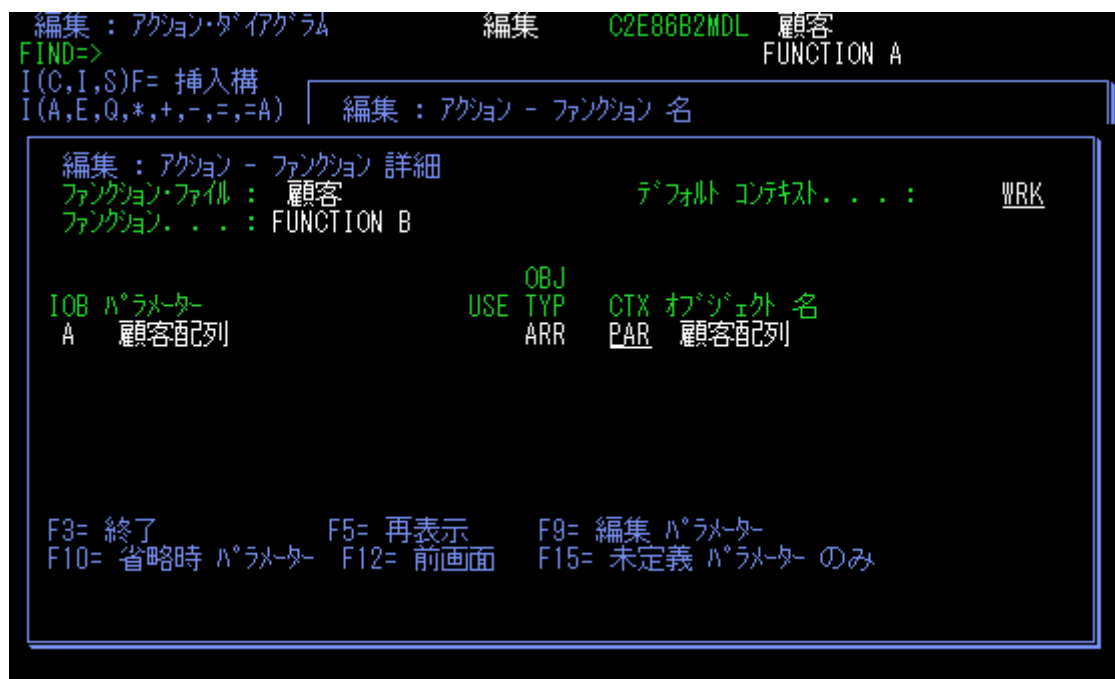 編集 : ｱｸｼｮﾝ･ﾀﾞｲｱｸﾞﾗﾑ 編集 C2E86B2MDL 顧客
FIND=> FUNCTION A
I(C,I,S)F= 挿入構
I(A,E,Q,*,+,-,=,=A) 編集 : ｱｸｼｮﾝ - ﾌｧﾝｸｼｮﾝ 名
編集 : ｱｸｼｮﾝ - ﾌｧﾝｸｼｮﾝ 詳細
ﾌｧﾝｸｼｮﾝ･ﾌｧｲﾙ : 顧客 ﾃﾞﾌｫﾙﾄ ｺﾝﾃｷｽﾄ. . . : WRK
ﾌｧﾝｸｼｮﾝ. . . : FUNCTION B
OBJ
IOB ﾊﾟﾗﾒｰﾀｰ USE TYP CTX ｵﾌﾞｼﾞｪｸﾄ 名
A 顧客配列 ARR PAR 顧客配列
F3= 終了 F5= 再表示 F9= 編集 ﾊﾟﾗﾒｰﾀｰ
F10= 省略時 ﾊﾟﾗﾒｰﾀｰ F12= 前画面 F15= 未定義 ﾊﾟﾗﾒｰﾀｰ のみ